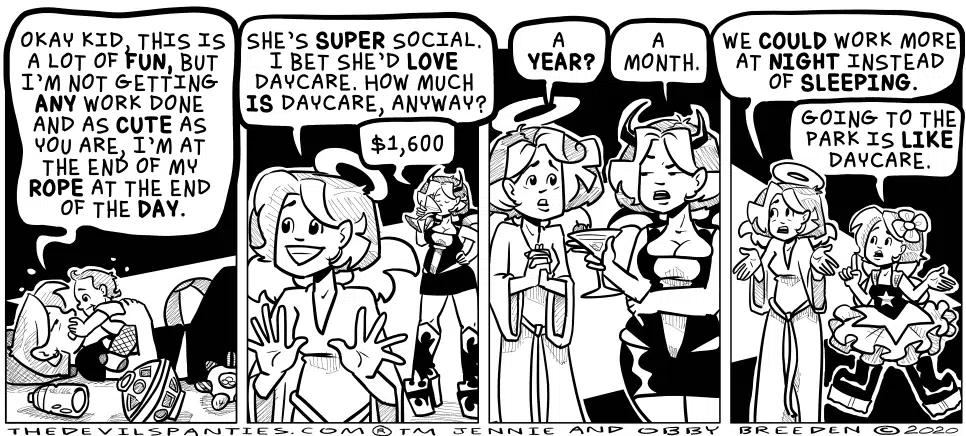 OKAY KID, THIS IS
A LOT OF FUN, BUT
I'M NOT GETTING
ANY WORK DONE
AND AS CUTE AS
YOU ARE, I'M AT
THE END OF MY
ROPE AT THE END
OF THE DAY.
SHE'S SUPER SOCIAL.
I BET SHE'D LOVE
DAYCARE. HOW MUCH
IS DAYCARE, ANYWAY?
$1,600
A
YEAR?
A
MONTH.
WE COULD WORK MORE
AT NIGHT INSTEAD
OF SLEEPING.
GOING TO THE
PARK IS LIKE
DAYCARE.
THEDEVILSPANTIES.COM ® TM JENNIE AND OBBY BREEDEN © 2020